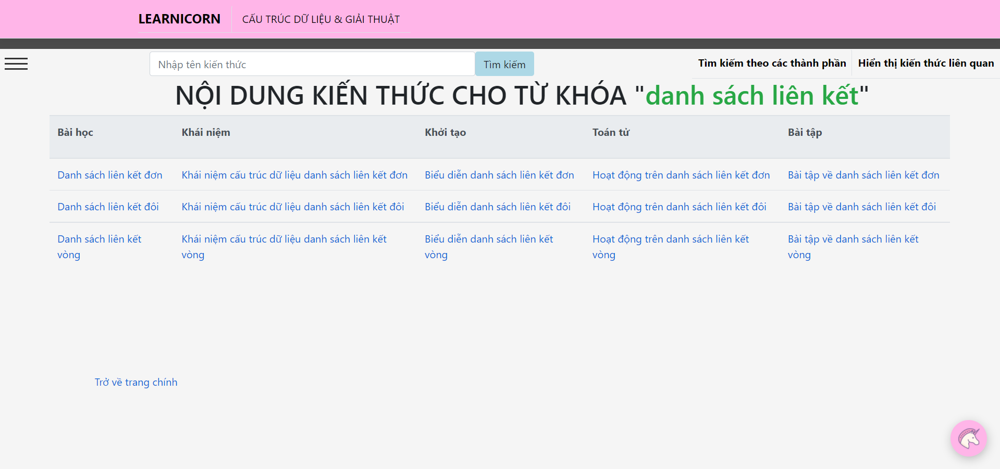 LEARNICORN CẤU TRÚC DỮ LIỆU & GIẢI THUẬT
Nhập tên kiến thức Tìm kiếm Tìm kiếm theo các thành phần Hiển thị kiến thức liên quan
NỘI DUNG KIẾN THỨC CHO TỪ KHÓA "danh sách liên kết"
Bài học Khái niệm Khởi tạo Toán tử Bài tập
Danh sách liên kết đơn Khái niệm cấu trúc dữ liệu danh sách liên kết đơn Biểu diễn danh sách liên kết đơn Hoạt động trên danh sách liên kết đơn Bài tập về danh sách liên kết đơn
Danh sách liên kết đôi Khái niệm cấu trúc dữ liệu danh sách liên kết đôi Biểu diễn danh sách liên kết đôi Hoạt động trên danh sách liên kết đôi Bài tập về danh sách liên kết đôi
Danh sách liên kết Khái niệm cấu trúc dữ liệu danh sách liên kết Biểu diễn danh sách liên kết Hoạt động trên danh sách liên kết Bài tập về danh sách liên kết
vòng vòng vòng vòng vòng
Trở về trang chính